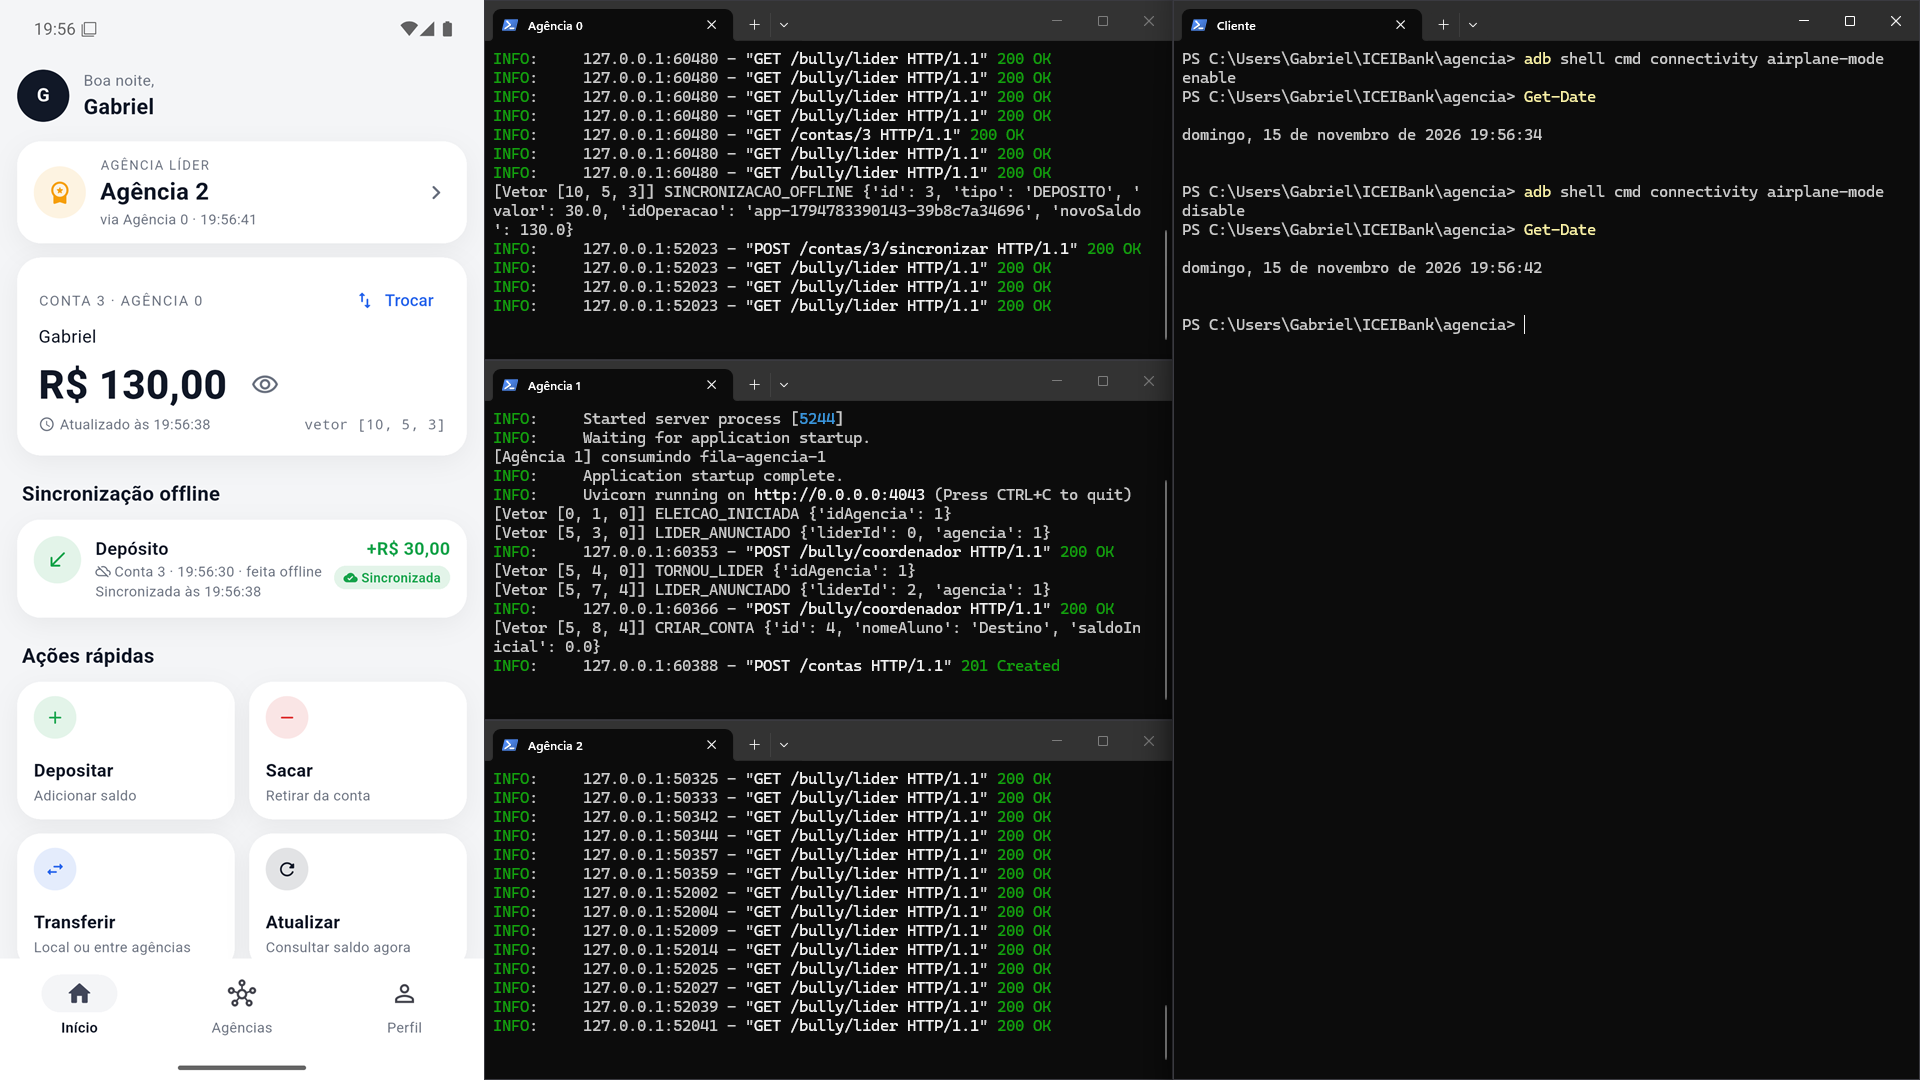 19:56
G
Boa noite,
Gabriel
AGÊNCIA LÍDER
Agência 2
via Agência 0 · 19:56:41
CONTA 3 · AGÊNCIA 0
Trocar
Gabriel
R$ 130,00
Atualizado às 19:56:38
vetor [10, 5, 3]
Sincronização offline
Depósito
+R$ 30,00
Conta 3 · 19:56:30 · feita offline
Sincronizada
Sincronizada às 19:56:38
Ações rápidas
Depositar
Adicionar saldo
Sacar
Retirar da conta
Transferir
Local ou entre agências
Atualizar
Consultar saldo agora
Início
Agências
Perfil
Agência 0
INFO:     127.0.0.1:60480 - "GET /bully/lider HTTP/1.1" 200 OK
INFO:     127.0.0.1:60480 - "GET /bully/lider HTTP/1.1" 200 OK
INFO:     127.0.0.1:60480 - "GET /bully/lider HTTP/1.1" 200 OK
INFO:     127.0.0.1:60480 - "GET /bully/lider HTTP/1.1" 200 OK
INFO:     127.0.0.1:60480 - "GET /contas/3 HTTP/1.1" 200 OK
INFO:     127.0.0.1:60480 - "GET /bully/lider HTTP/1.1" 200 OK
INFO:     127.0.0.1:60480 - "GET /bully/lider HTTP/1.1" 200 OK
[Vetor [10, 5, 3]] SINCRONIZACAO_OFFLINE {'id': 3, 'tipo': 'DEPOSITO', '
valor': 30.0, 'idOperacao': 'app-1794783390143-39b8c7a34696', 'novoSaldo
': 130.0}
INFO:     127.0.0.1:52023 - "POST /contas/3/sincronizar HTTP/1.1" 200 OK
INFO:     127.0.0.1:52023 - "GET /bully/lider HTTP/1.1" 200 OK
INFO:     127.0.0.1:52023 - "GET /bully/lider HTTP/1.1" 200 OK
INFO:     127.0.0.1:52023 - "GET /bully/lider HTTP/1.1" 200 OK
Agência 1
INFO:     Started server process [5244]
INFO:     Waiting for application startup.
[Agência 1] consumindo fila-agencia-1
INFO:     Application startup complete.
INFO:     Uvicorn running on http://0.0.0.0:4043 (Press CTRL+C to quit)
[Vetor [0, 1, 0]] ELEICAO_INICIADA {'idAgencia': 1}
[Vetor [5, 3, 0]] LIDER_ANUNCIADO {'liderId': 0, 'agencia': 1}
INFO:     127.0.0.1:60353 - "POST /bully/coordenador HTTP/1.1" 200 OK
[Vetor [5, 4, 0]] TORNOU_LIDER {'idAgencia': 1}
[Vetor [5, 7, 4]] LIDER_ANUNCIADO {'liderId': 2, 'agencia': 1}
INFO:     127.0.0.1:60366 - "POST /bully/coordenador HTTP/1.1" 200 OK
[Vetor [5, 8, 4]] CRIAR_CONTA {'id': 4, 'nomeAluno': 'Destino', 'saldoIn
icial': 0.0}
INFO:     127.0.0.1:60388 - "POST /contas HTTP/1.1" 201 Created
Agência 2
INFO:     127.0.0.1:50325 - "GET /bully/lider HTTP/1.1" 200 OK
INFO:     127.0.0.1:50333 - "GET /bully/lider HTTP/1.1" 200 OK
INFO:     127.0.0.1:50342 - "GET /bully/lider HTTP/1.1" 200 OK
INFO:     127.0.0.1:50344 - "GET /bully/lider HTTP/1.1" 200 OK
INFO:     127.0.0.1:50357 - "GET /bully/lider HTTP/1.1" 200 OK
INFO:     127.0.0.1:50359 - "GET /bully/lider HTTP/1.1" 200 OK
INFO:     127.0.0.1:52002 - "GET /bully/lider HTTP/1.1" 200 OK
INFO:     127.0.0.1:52004 - "GET /bully/lider HTTP/1.1" 200 OK
INFO:     127.0.0.1:52009 - "GET /bully/lider HTTP/1.1" 200 OK
INFO:     127.0.0.1:52014 - "GET /bully/lider HTTP/1.1" 200 OK
INFO:     127.0.0.1:52025 - "GET /bully/lider HTTP/1.1" 200 OK
INFO:     127.0.0.1:52027 - "GET /bully/lider HTTP/1.1" 200 OK
INFO:     127.0.0.1:52039 - "GET /bully/lider HTTP/1.1" 200 OK
INFO:     127.0.0.1:52041 - "GET /bully/lider HTTP/1.1" 200 OK
Cliente
PS C:\Users\Gabriel\ICEIBank\agencia> adb shell cmd connectivity airplane-mode
enable
PS C:\Users\Gabriel\ICEIBank\agencia> Get-Date
domingo, 15 de novembro de 2026 19:56:34
PS C:\Users\Gabriel\ICEIBank\agencia> adb shell cmd connectivity airplane-mode
disable
PS C:\Users\Gabriel\ICEIBank\agencia> Get-Date
domingo, 15 de novembro de 2026 19:56:42
PS C:\Users\Gabriel\ICEIBank\agencia>